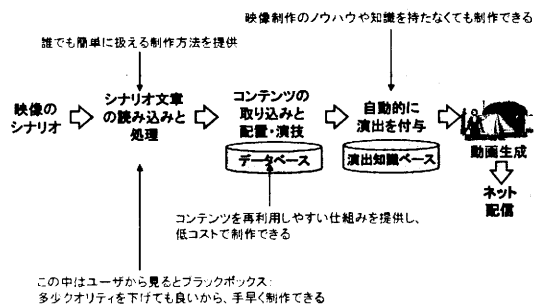 映像制作のノウハウや知識を持たなくても制作できる
誰でも簡単に扱える制作方法を提供
映像の
シナリオ
シナリオ文章
の読み込みと
処理
コンテンツの
取り込みと
配置・演技
データベース
自動的に
演出を付与
演出知識ベース
動画生成
ネット
配信
コンテンツを再利用しやすい仕組みを提供し、
低コストで制作できる
この中はユーザから見るとブラックボックス:
多少クオリティを下げても良いから、手早く制作できる